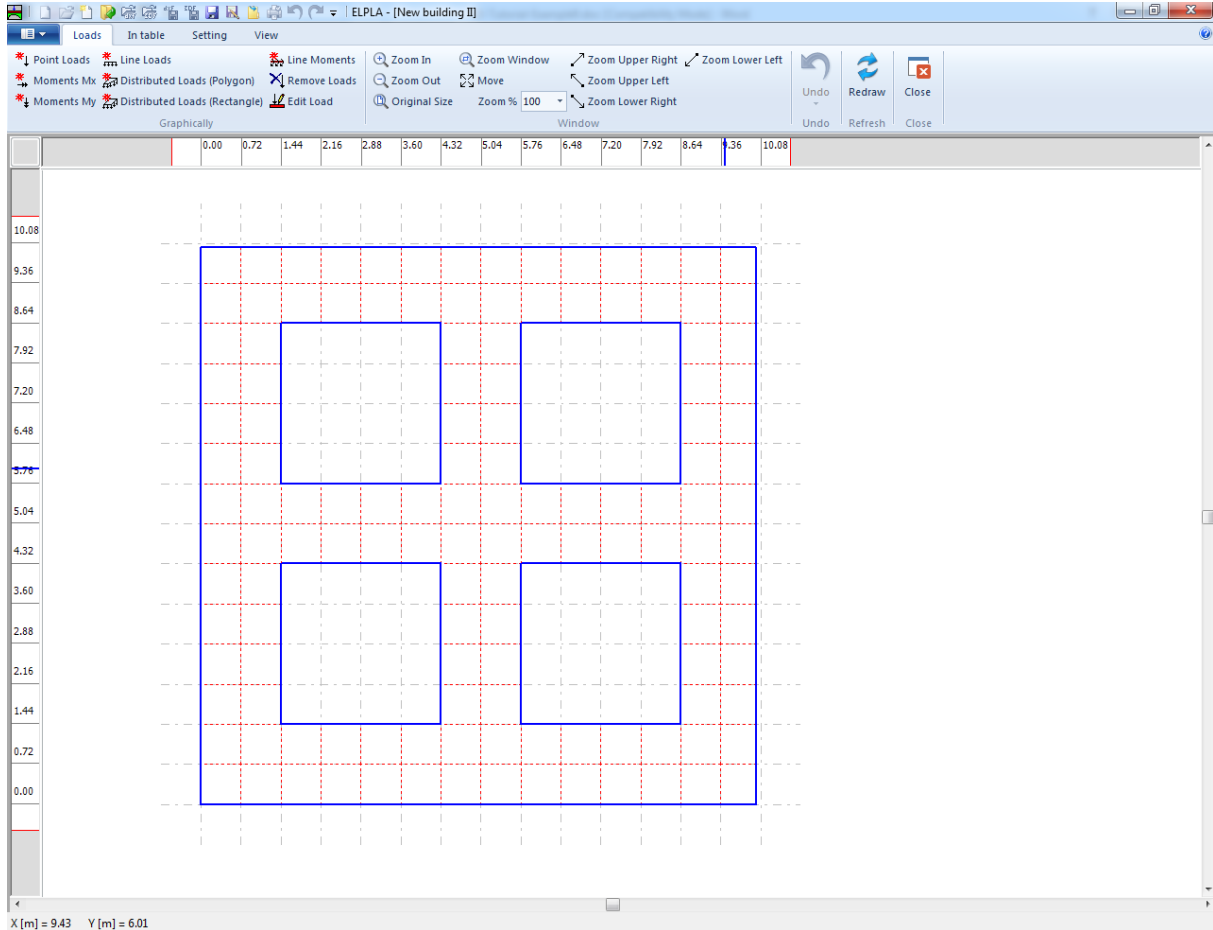 ELPLA - [New building II]
Loads In table Setting View
Point Loads Line Loads Line Moments Zoom In Zoom Window Zoom Upper Right Zoom Lower Left
Moments Mx Distributed Loads (Polygon) Remove Loads Zoom Out Move Zoom Upper Left
Moments My Distributed Loads (Rectangle) Edit Load Original Size Zoom % 100 Zoom Lower Right
Undo Redraw Close
Graphically Window Undo Refresh Close
0.00 0.72 1.44 2.16 2.88 3.60 4.32 5.04 5.76 6.48 7.20 7.92 8.64 9.36 10.08
10.08
9.36
8.64
7.92
7.20
6.48
5.76
5.04
4.32
3.60
2.88
2.16
1.44
0.72
0.00
X [m] = 9.43 Y [m] = 6.01